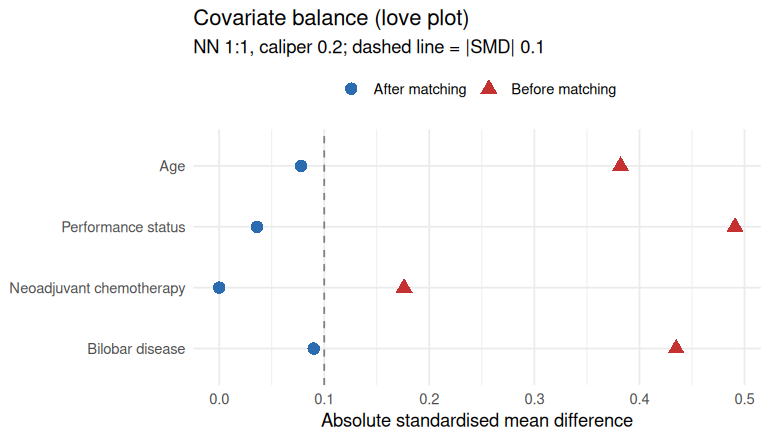 Covariate balance (love plot)
NN 1:1, caliper 0.2; dashed line = |SMD| 0.1
After matching Before matching
Age
Performance status
Neoadjuvant chemotherapy
Bilobar disease
0.0 0.1 0.2 0.3 0.4 0.5
Absolute standardised mean difference